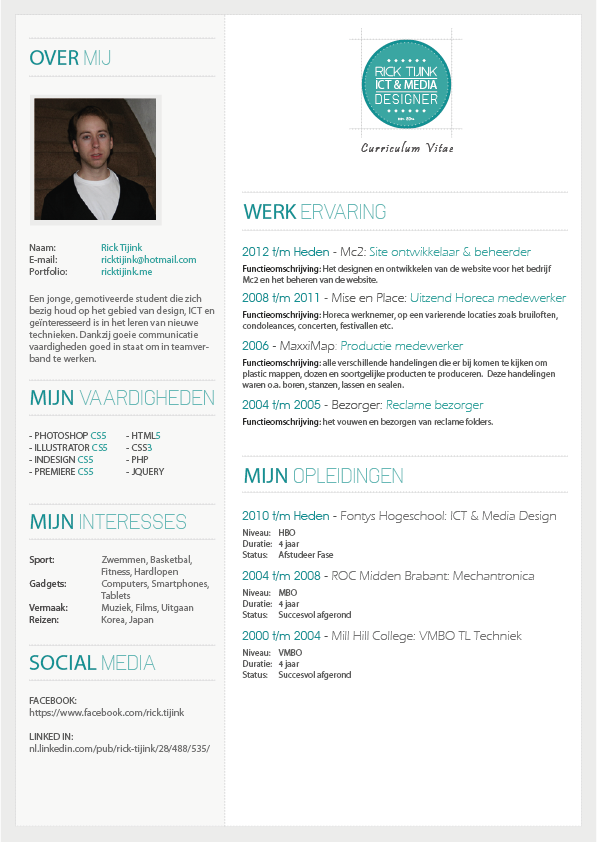 OVER MIJ
Naam: Rick Tijink
E-mail: ricktijink@hotmail.com
Portfolio: ricktijink.me
Een jonge, gemotiveerde student die zich
bezig houd op het gebied van design, ICT en
geïnteresseerd is in het leren van nieuwe
technieken. Dankzij goeie communicatie
vaardigheden goed in staat om in teamver-
band te werken.
MIJN VAARDIGHEDEN
- PHOTOSHOP CS5
- ILLUSTRATOR CS5
- INDESIGN CS5
- PREMIERE CS5
- HTML5
- CSS3
- PHP
- JQUERY
MIJN INTERESSES
Sport: Zwemmen, Basketbal,
Fitness, Hardlopen
Gadgets: Computers, Smartphones,
Tablets
Vermaak: Muziek, Films, Uitgaan
Reizen: Korea, Japan
SOCIAL MEDIA
FACEBOOK:
https://www.facebook.com/rick.tijink
LINKED IN:
nl.linkedin.com/pub/rick-tijink/28/488/535/
RICK TIJINK
ICT & MEDIA
DESIGNER
Curriculum Vitae
WERK ERVARING
2012 t/m Heden - Mc2: Site ontwikkelaar & beheerder
Functieomschrijving: Het designen en ontwikkelen van de website voor het bedrijf
Mc2 en het beheren van de website.
2008 t/m 2011 - Mise en Place: Uitzend Horeca medewerker
Functieomschrijving: Horeca werknemer, op een varierende locaties zoals bruiloften,
condoleances, concerten, festivallen etc.
2006 - MaxxiMap: Productie medewerker
Functieomschrijving: alle verschillende handelingen die er bij komen te kijken om
plastic mappen, dozen en soortgelijke producten te produceren. Deze handelingen
waren o.a. boren, stanzen, lassen en sealen.
2004 t/m 2005 - Bezorger: Reclame bezorger
Functieomschrijving: het vouwen en bezorgen van reclame folders.
MIJN OPLEIDINGEN
2010 t/m Heden - Fontys Hogeschool: ICT & Media Design
Niveau: HBO
Duratie: 4 jaar
Status: Afstudeer Fase
2004 t/m 2008 - ROC Midden Brabant: Mechantronica
Niveau: MBO
Duratie: 4 jaar
Status: Succesvol afgerond
2000 t/m 2004 - Mill Hill College: VMBO TL Techniek
Niveau: VMBO
Duratie: 4 jaar
Status: Succesvol afgerond